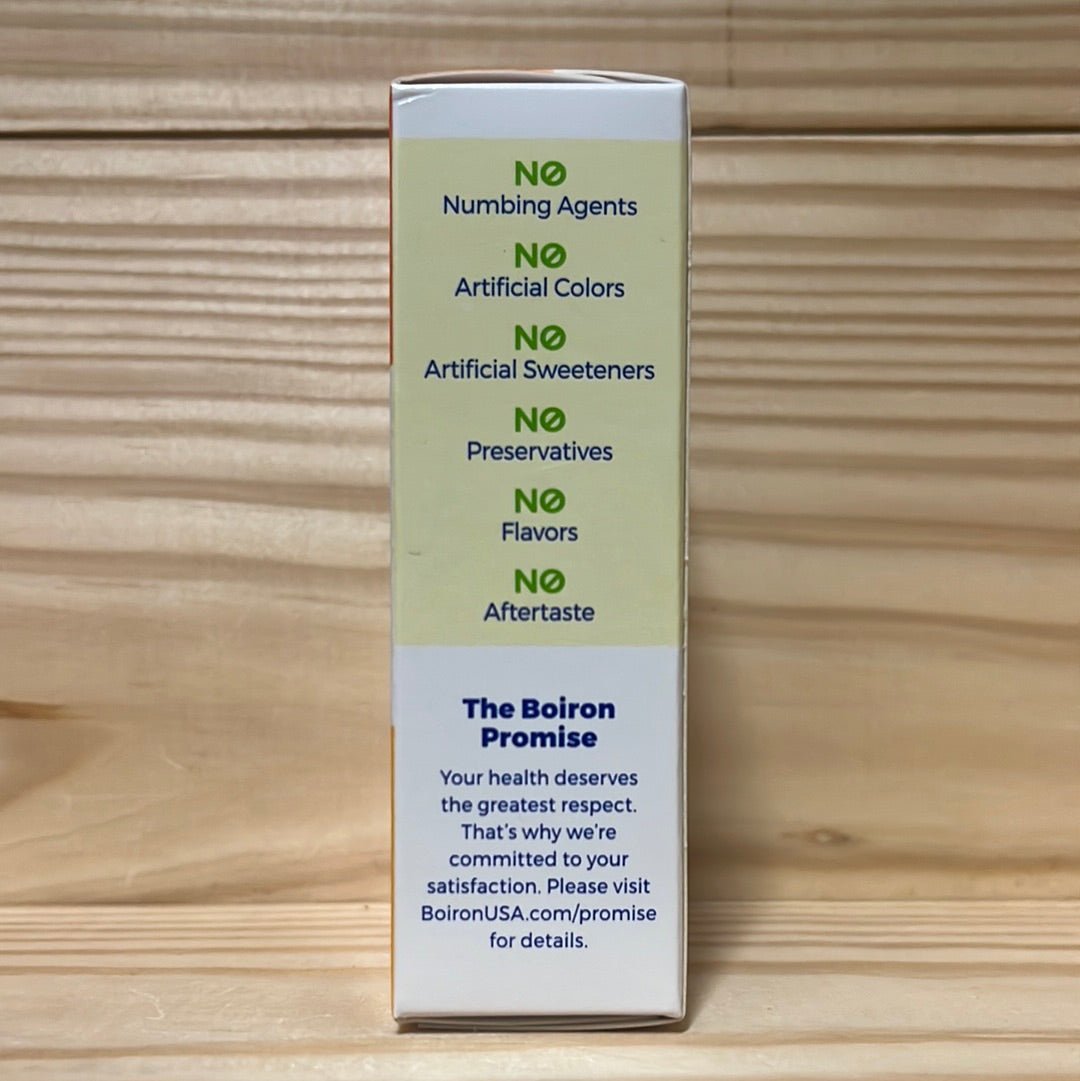 NO
Numbing Agents
NO
Artificial Colors
NO
Artificial Sweeteners
NO
Preservatives
NO
Flavors
NO
Aftertaste
The Boiron
Promise
Your health deserves
the greatest respect.
That's why we're
committed to your
satisfaction. Please visit
BoironUSA.com/promise
for details.